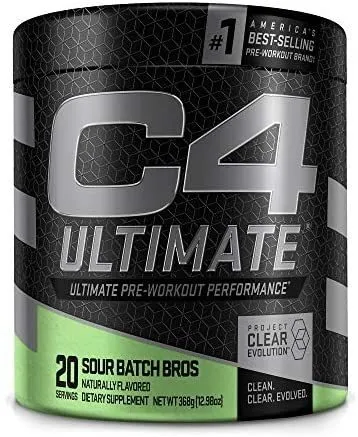 #1
AMERICA'S
BEST-SELLING
PRE-WORKOUT BRAND†
C4
ULTIMATE®
ULTIMATE PRE-WORKOUT PERFORMANCE*
PROJECT
CLEAR
EVOLUTION™
20
SERVINGS
SOUR BATCH BROS
NATURALLY FLAVORED
DIETARY SUPPLEMENT NET WT 368g (12.98oz)
CLEAN.
CLEAR. EVOLVED.